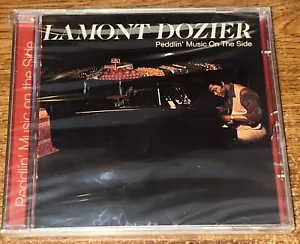 LAMONT DOZIER
Peddlin' Music On The Side
Peddlin' Music on the Side